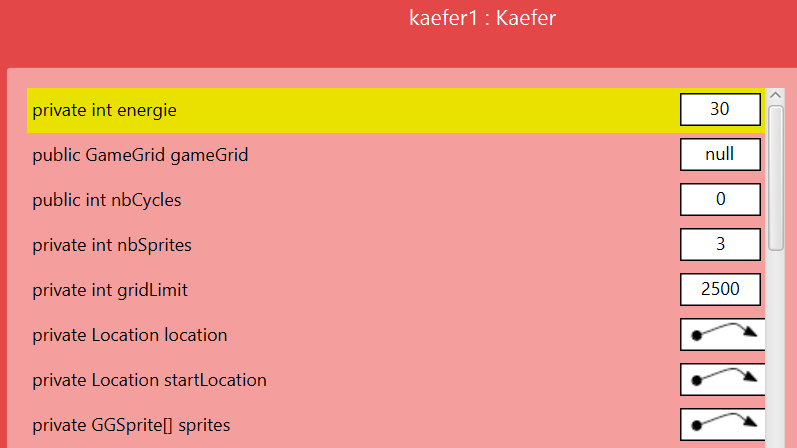 kaefer1 : Kaefer
private int energie 30
public GameGrid gameGrid null
public int nbCycles 0
private int nbSprites 3
private int gridLimit 2500
private Location location
private Location startLocation
private GGSprite[] sprites